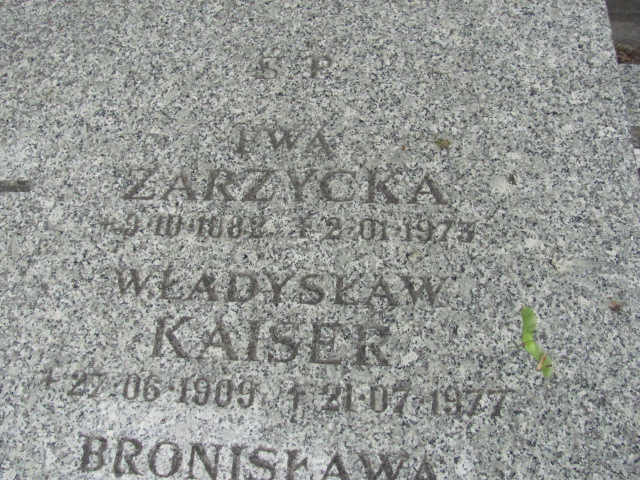 Ś P
EWA
ZARZYCKA
+9·10·1882 †2·01·1973
WŁADYSŁAW
KAISER
+27·06·1909 †21·07·1977
BRONISŁAWA